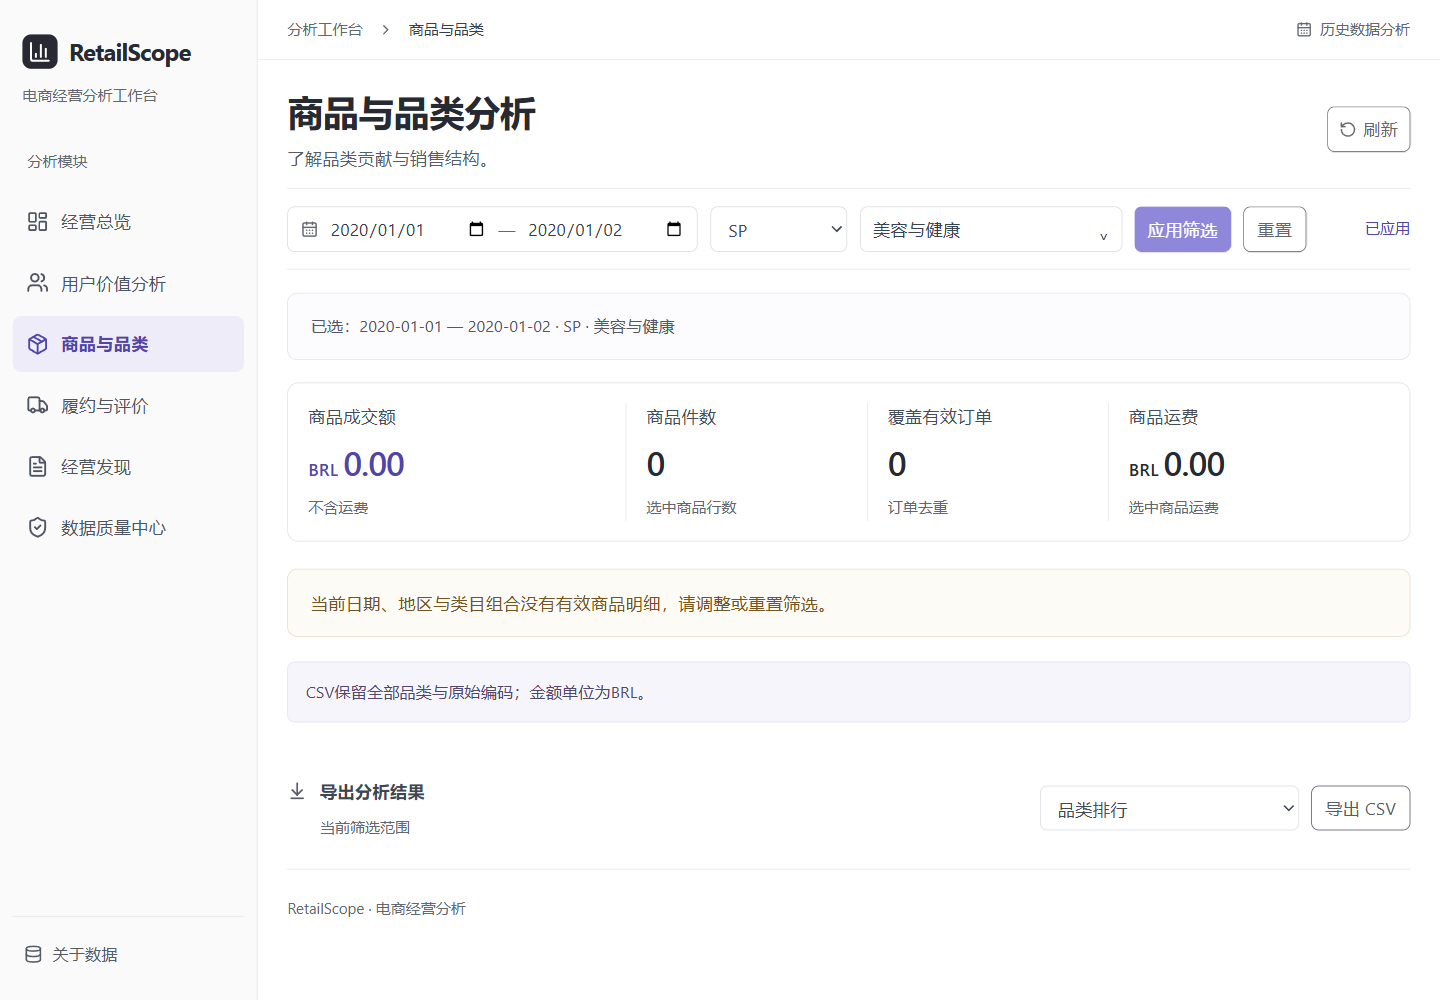 RetailScope
电商经营分析工作台
分析模块
经营总览
用户价值分析
商品与品类
履约与评价
经营发现
数据质量中心
关于数据
分析工作台 > 商品与品类
历史数据分析
商品与品类分析
了解品类贡献与销售结构。
刷新
2020/01/01 — 2020/01/02
SP
美容与健康
应用筛选
重置
已应用
已选：2020-01-01 — 2020-01-02 · SP · 美容与健康
商品成交额
BRL 0.00
不含运费
商品件数
0
选中商品行数
覆盖有效订单
0
订单去重
商品运费
BRL 0.00
选中商品运费
当前日期、地区与类目组合没有有效商品明细，请调整或重置筛选。
CSV保留全部品类与原始编码；金额单位为BRL。
导出分析结果
当前筛选范围
品类排行
导出 CSV
RetailScope · 电商经营分析